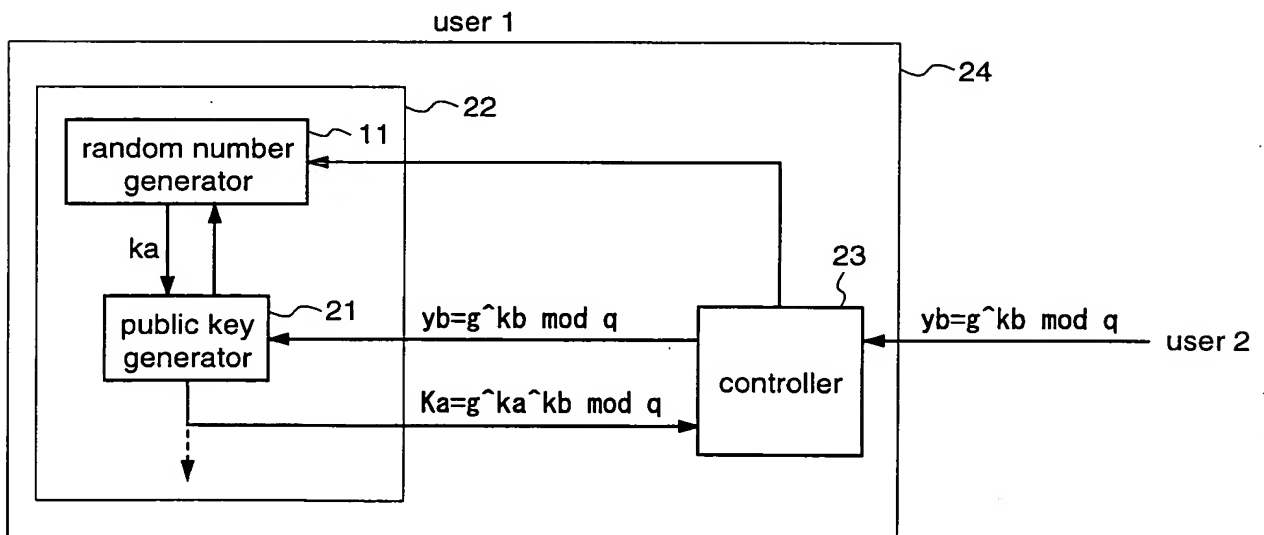 user 1
24
22
11
random number
generator
ka
23
21
public key
generator
yb=g^kb mod q
yb=g^kb mod q
user 2
controller
Ka=g^ka^kb mod q